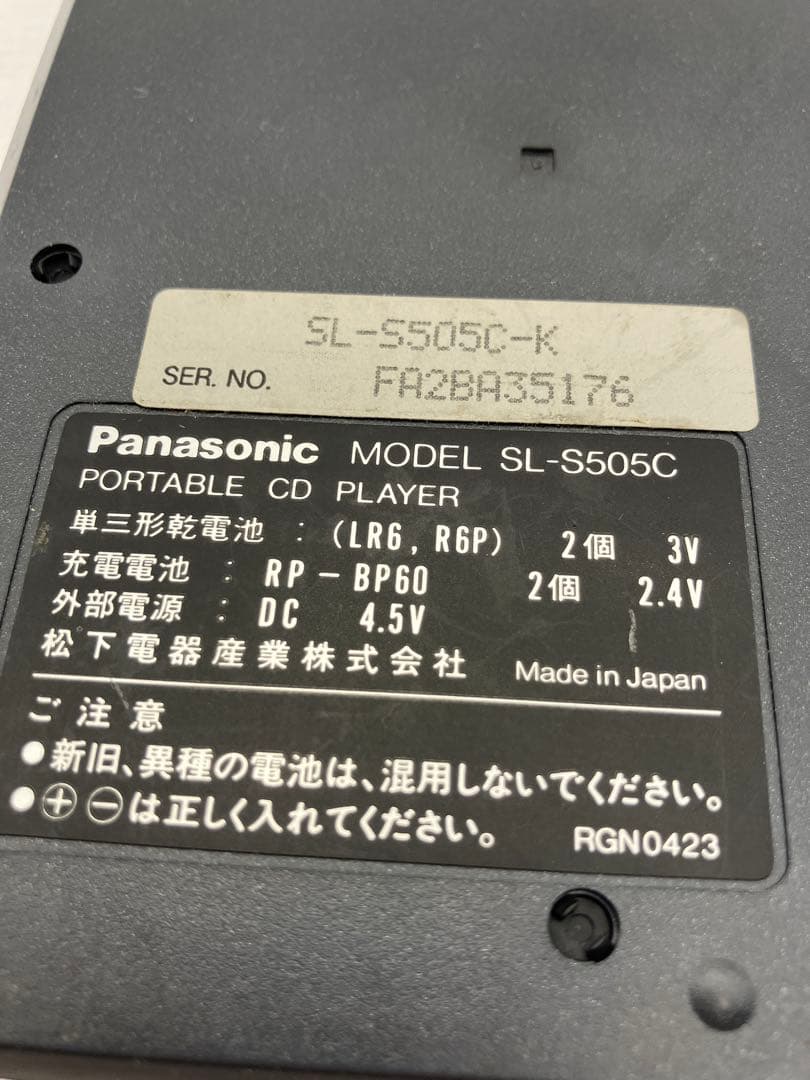 SL-S505C-K
SER. NO. FA2BA35176
Panasonic MODEL SL-S505C
PORTABLE CD PLAYER
単三形乾電池 : (LR6, R6P) 2個 3V
充電電池 : RP-BP60 2個 2.4V
外部電源 : DC 4.5V
松下電器産業株式会社 Made in Japan
ご注意
●新旧、異種の電池は、混用しないでください。
●⊕⊖は正しく入れてください。 RGN0423